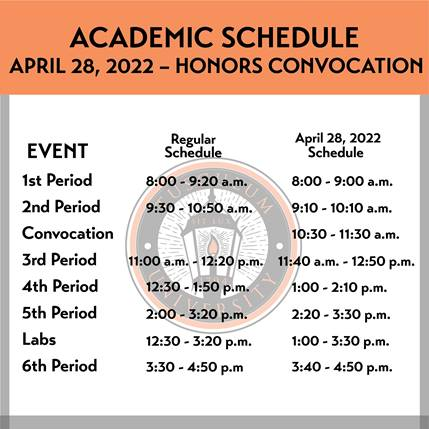 ACADEMIC SCHEDULE
APRIL 28, 2022 – HONORS CONVOCATION
EVENT Regular Schedule April 28, 2022 Schedule
1st Period 8:00 - 9:20 a.m. 8:00 - 9:00 a.m.
2nd Period 9:30 - 10:50 a.m. 9:10 - 10:10 a.m.
Convocation 10:30 - 11:30 a.m.
3rd Period 11:00 a.m. - 12:20 p.m. 11:40 a.m. - 12:50 p.m.
4th Period 12:30 - 1:50 p.m. 1:00 - 2:10 p.m.
5th Period 2:00 - 3:20 p.m. 2:20 - 3:30 p.m.
Labs 12:30 - 3:20 p.m. 1:00 - 3:30 p.m.
6th Period 3:30 - 4:50 p.m 3:40 - 4:50 p.m.
UNIVERSITY